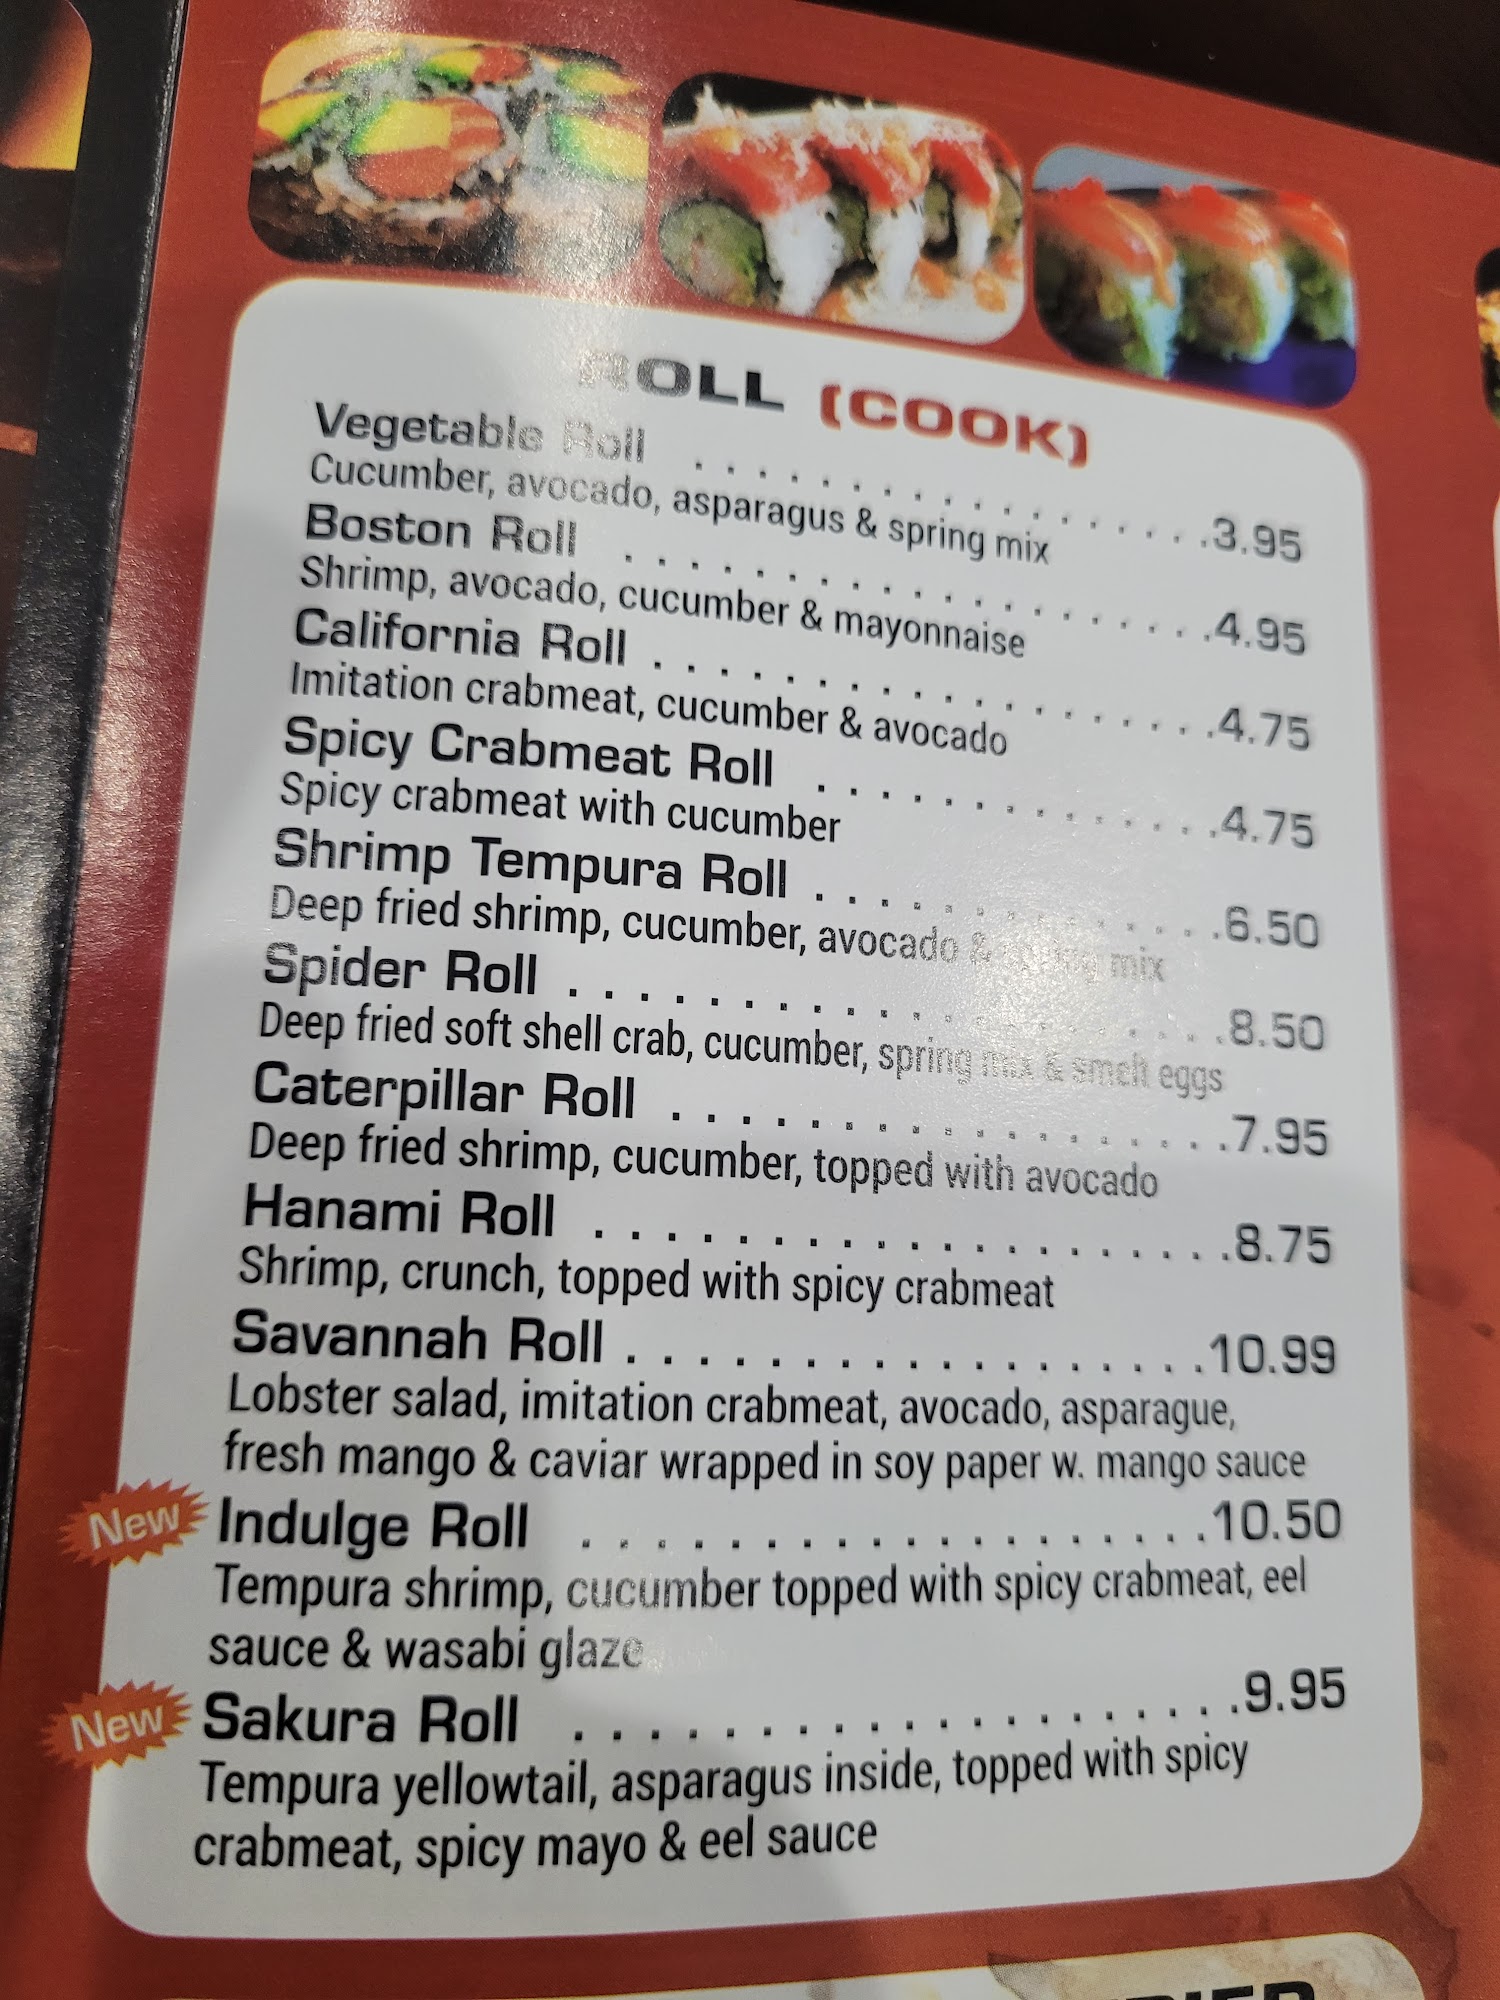 ROLL (COOK)
Vegetable Roll . . . . . . . . . . . . . . . . .3.95
Cucumber, avocado, asparagus & spring mix
Boston Roll . . . . . . . . . . . . . . . . . . .4.95
Shrimp, avocado, cucumber & mayonnaise
California Roll . . . . . . . . . . . . . . . . . .4.75
Imitation crabmeat, cucumber & avocado
Spicy Crabmeat Roll . . . . . . . . . . . . .4.75
Spicy crabmeat with cucumber
Shrimp Tempura Roll . . . . . . . . . . . . .6.50
Deep fried shrimp, cucumber, avocado & spring mix
Spider Roll . . . . . . . . . . . . . . . . . . . .8.50
Deep fried soft shell crab, cucumber, spring mix & smelt eggs
Caterpillar Roll . . . . . . . . . . . . . . . . .7.95
Deep fried shrimp, cucumber, topped with avocado
Hanami Roll . . . . . . . . . . . . . . . . . . .8.75
Shrimp, crunch, topped with spicy crabmeat
Savannah Roll . . . . . . . . . . . . . . . . .10.99
Lobster salad, imitation crabmeat, avocado, asparague,
fresh mango & caviar wrapped in soy paper w. mango sauce
New Indulge Roll . . . . . . . . . . . . . . . . . .10.50
Tempura shrimp, cucumber topped with spicy crabmeat, eel
sauce & wasabi glaze
New Sakura Roll . . . . . . . . . . . . . . . . . . .9.95
Tempura yellowtail, asparagus inside, topped with spicy
crabmeat, spicy mayo & eel sauce